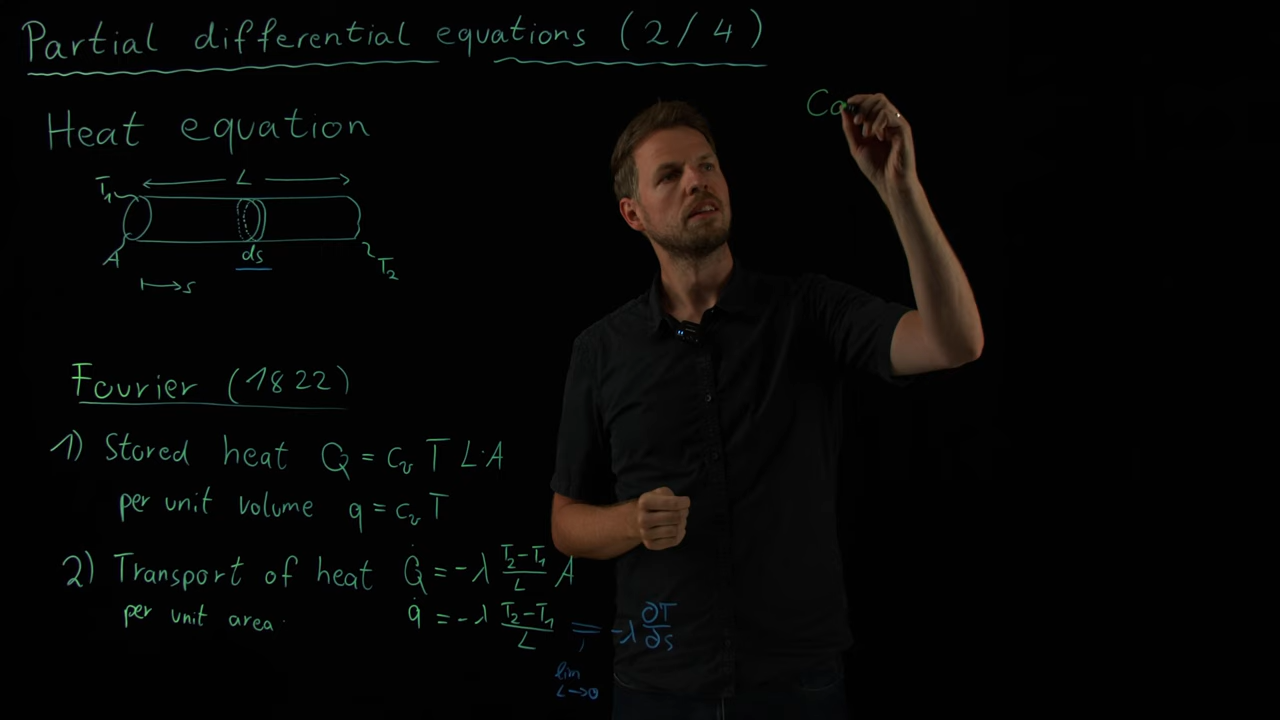 Partial differential equations (2/4)
Heat equation
T₁ L
A ds T₂
s
Fourier (1822)
1) Stored heat Q = cᵥ T L·A
per unit volume q = cᵥ T
2) Transport of heat Q̇ = -λ (T₂-T₁)/L A
per unit area. q̇ = -λ (T₂-T₁)/L = -λ ∂T/∂s
lim L→0
Co